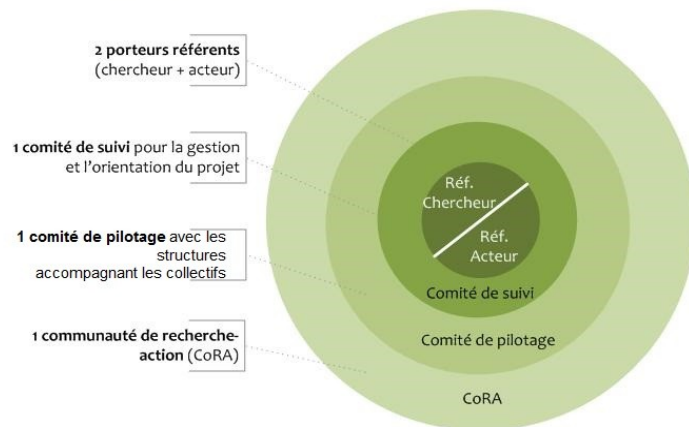 2 porteurs référents
(chercheur + acteur)
1 comité de suivi pour la gestion
et l'orientation du projet
1 comité de pilotage avec les
structures
accompagnant les collectifs
1 communauté de recherche-
action (CoRA)
Réf.
Chercheur
Réf.
Acteur
Comité de suivi
Comité de pilotage
CoRA